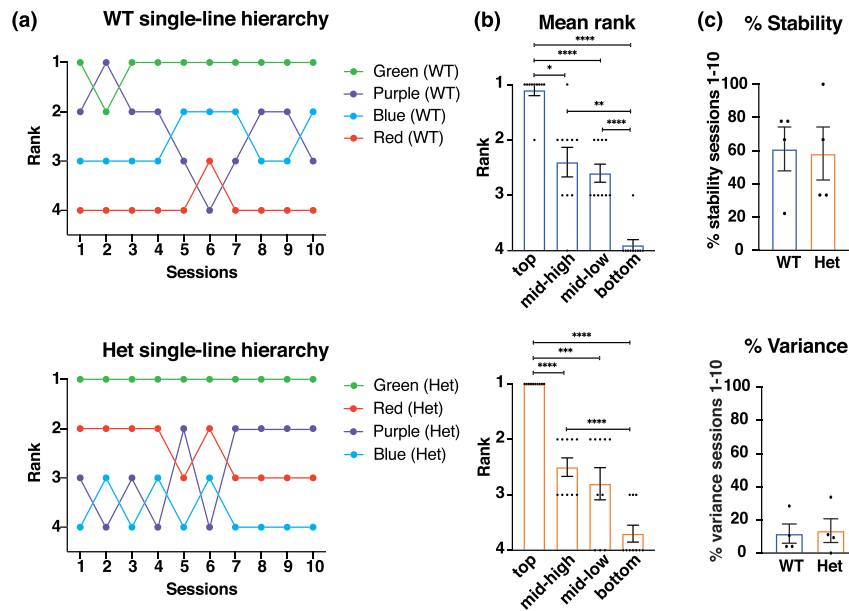 (a)
WT single-line hierarchy
Rank
1
2
3
4
1 2 3 4 5 6 7 8 9 10
Sessions
Green (WT)
Purple (WT)
Blue (WT)
Red (WT)
(b)
Mean rank
****
****
*
**
****
Rank
1
2
3
4
top
mid-high
mid-low
bottom
(c)
% Stability
% stability sessions 1-10
100
80
60
40
20
0
WT Het
Het single-line hierarchy
Rank
1
2
3
4
1 2 3 4 5 6 7 8 9 10
Sessions
Green (Het)
Red (Het)
Purple (Het)
Blue (Het)
****
***
****
****
Rank
1
2
3
4
top
mid-high
mid-low
bottom
% Variance
% variance sessions 1-10
100
80
60
40
20
0
WT Het